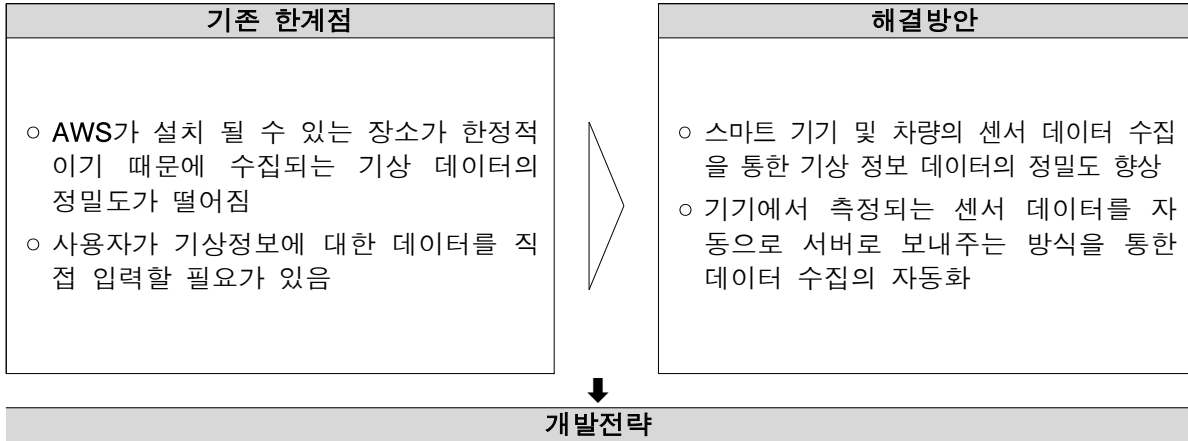 기존 한계점
○ AWS가 설치 될 수 있는 장소가 한정적
이기 때문에 수집되는 기상 데이터의
정밀도가 떨어짐
○ 사용자가 기상정보에 대한 데이터를 직
접 입력할 필요가 있음
해결방안
○ 스마트 기기 및 차량의 센서 데이터 수집
을 통한 기상 정보 데이터의 정밀도 향상
○ 기기에서 측정되는 센서 데이터를 자
동으로 서버로 보내주는 방식을 통한
데이터 수집의 자동화
개발전략